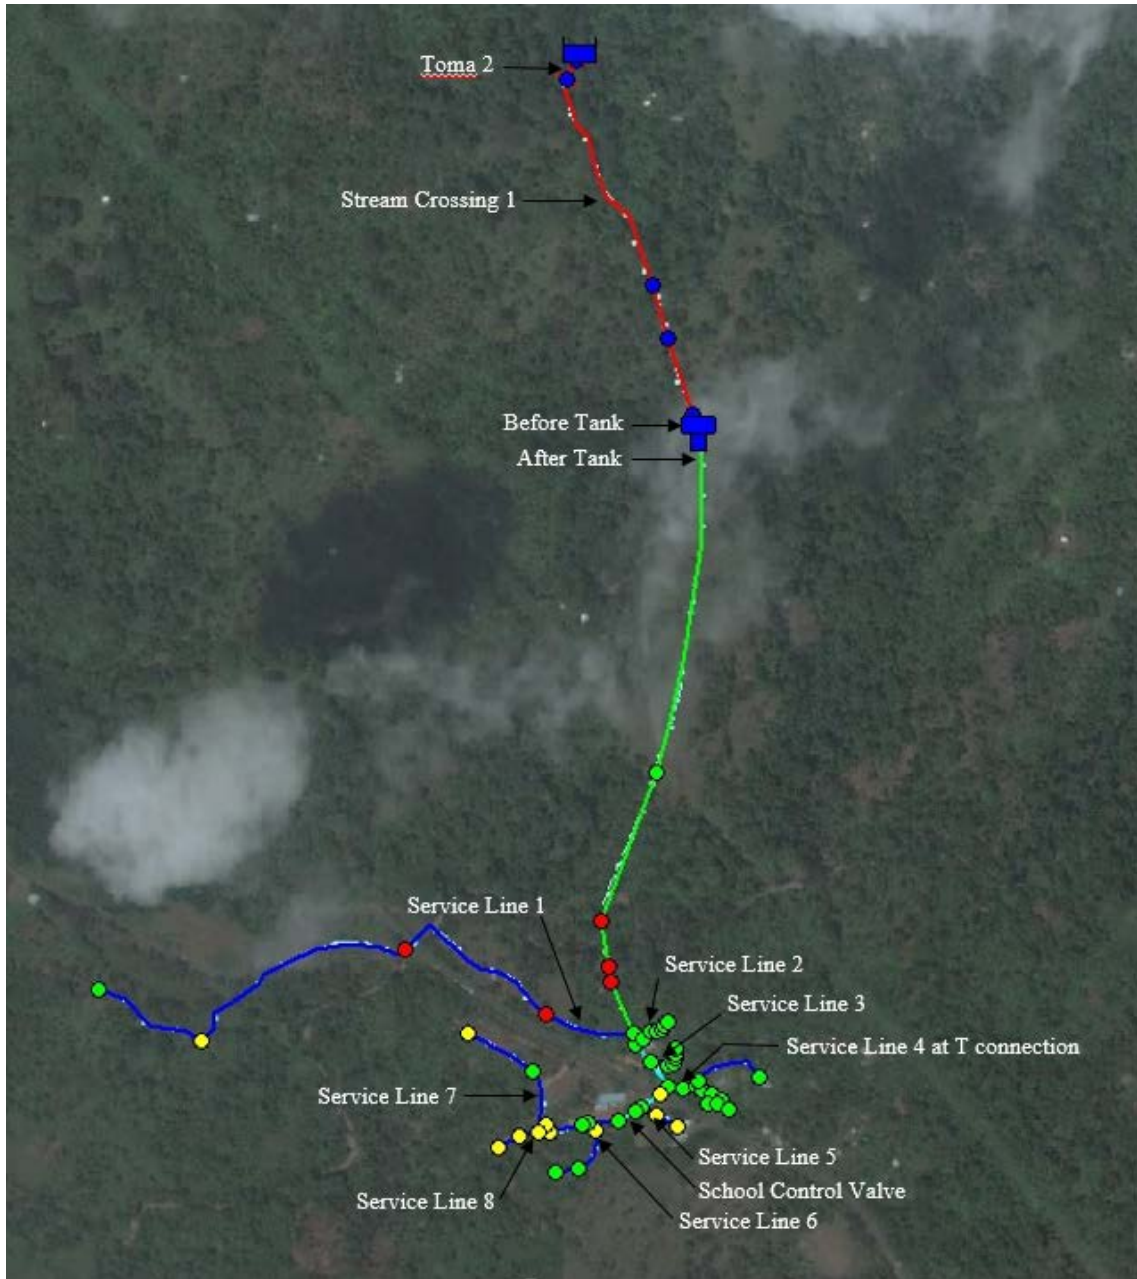 Toma 2
Stream Crossing 1
Before Tank
After Tank
Service Line 1
Service Line 2
Service Line 3
Service Line 4 at T connection
Service Line 7
Service Line 5
School Control Valve
Service Line 8
Service Line 6